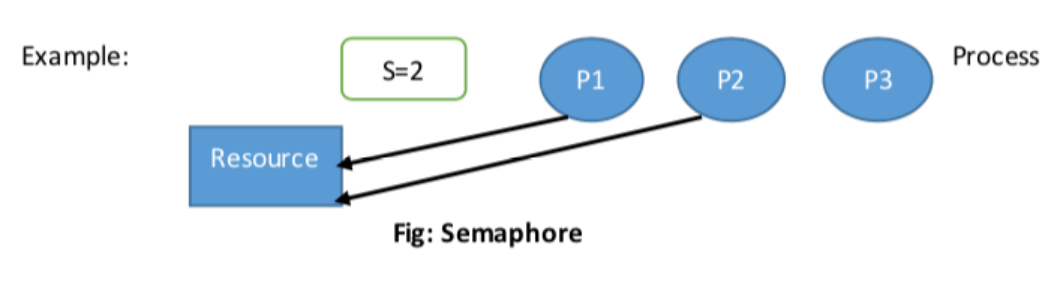 Example:
S=2
P1
P2
P3
Process
Resource
Fig: Semaphore